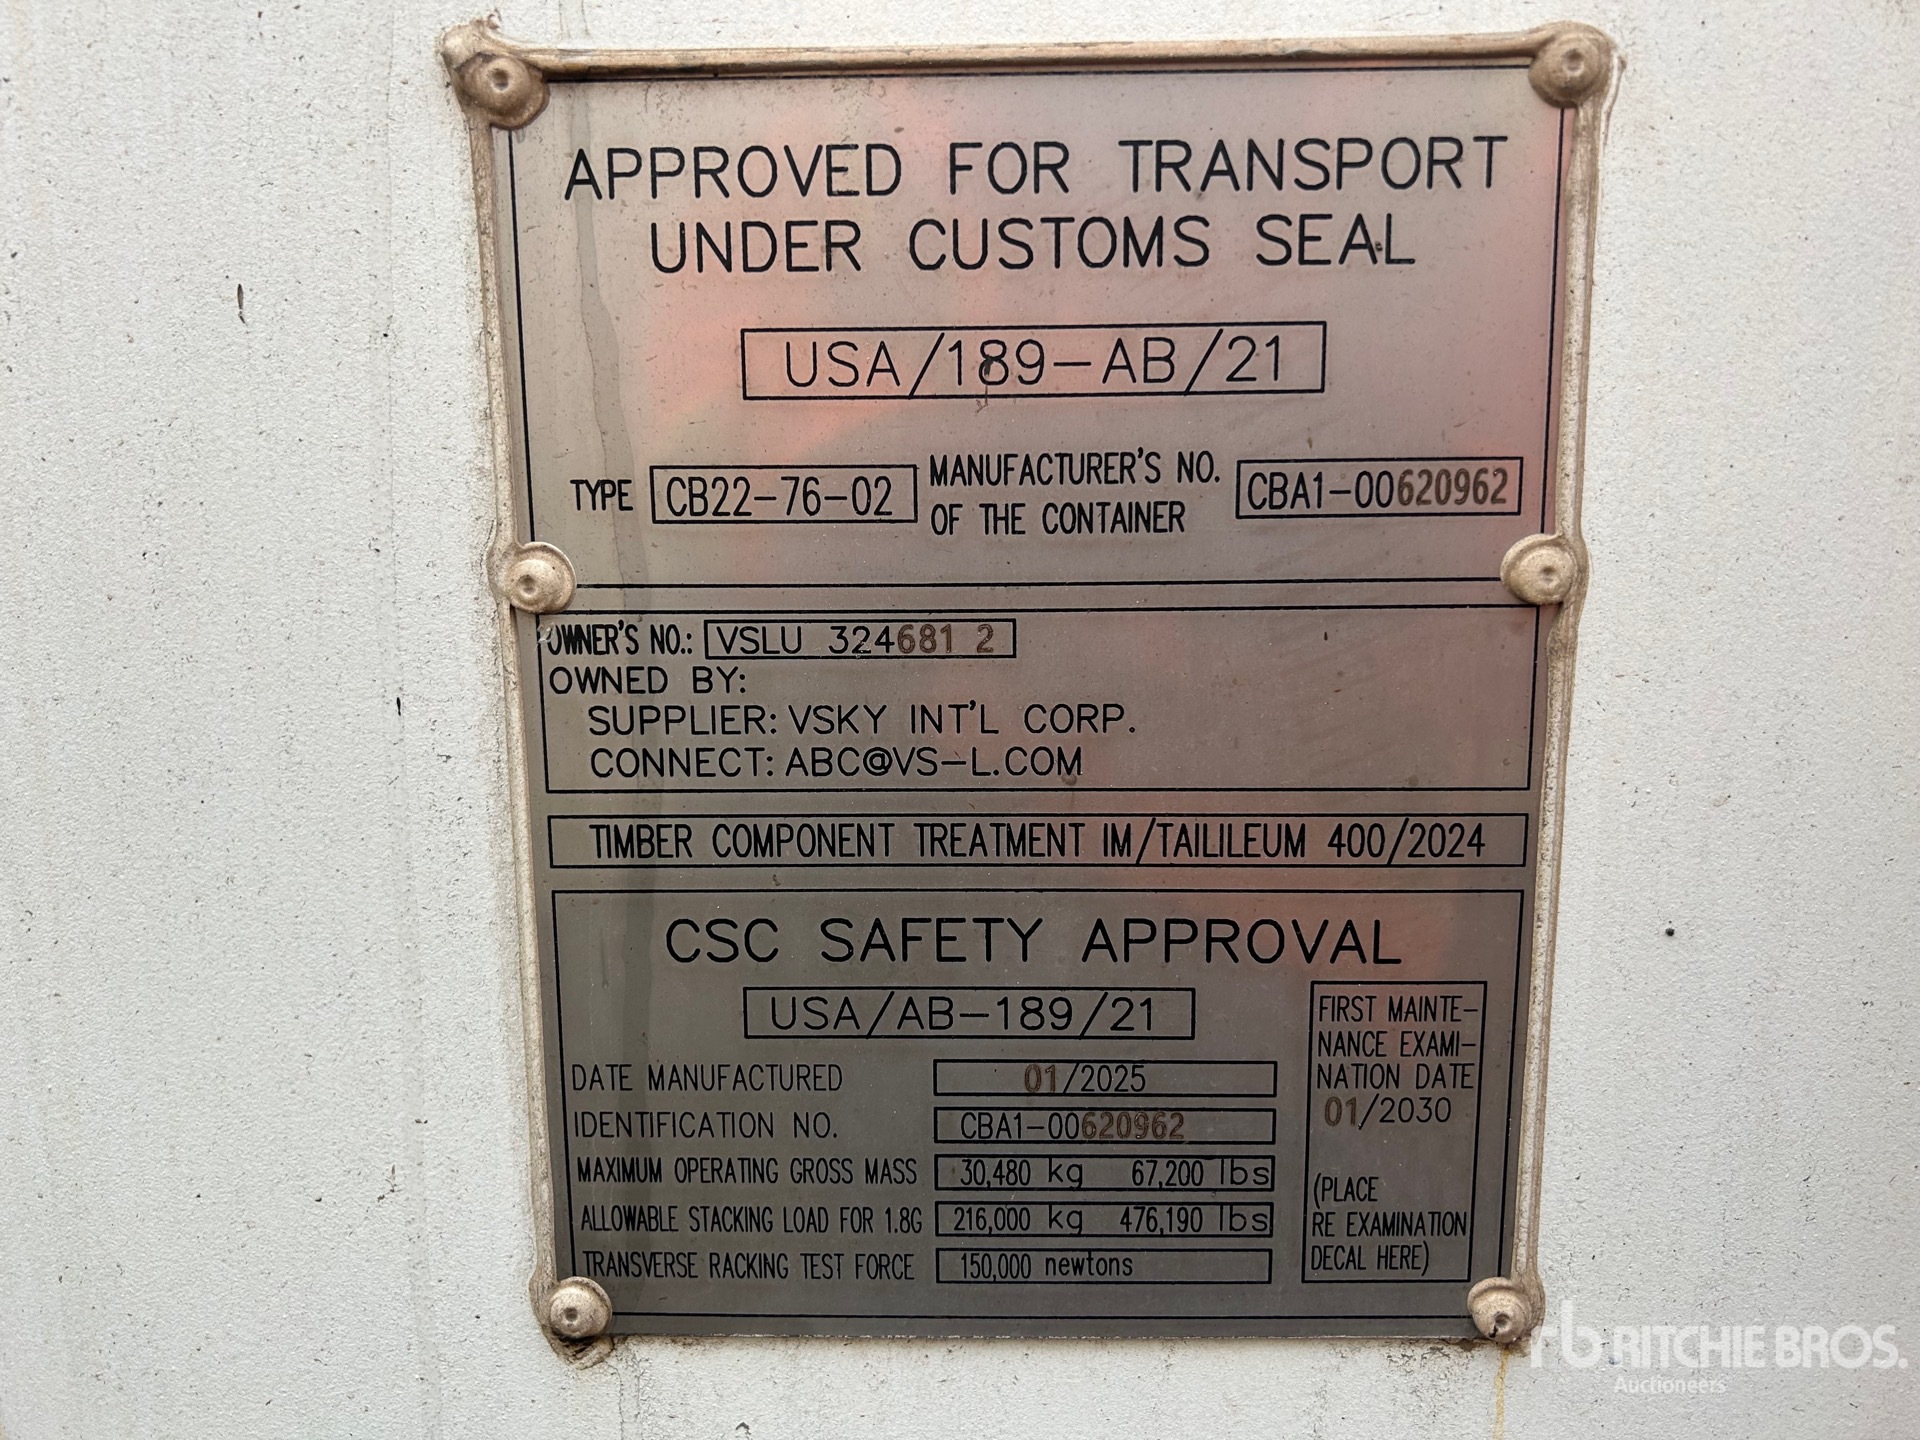 APPROVED FOR TRANSPORT
UNDER CUSTOMS SEAL
USA/189-AB/21
TYPE CB22-76-02 MANUFACTURER'S NO. OF THE CONTAINER CBA1-00620962
OWNER'S NO.: VSLU 324681 2
OWNED BY:
SUPPLIER: VSKY INT'L CORP.
CONNECT: ABC@VS-L.COM
TIMBER COMPONENT TREATMENT IM/TAILILEUM 400/2024
CSC SAFETY APPROVAL
USA/AB-189/21
DATE MANUFACTURED 01/2025
IDENTIFICATION NO. CBA1-00620962
MAXIMUM OPERATING GROSS MASS 30,480 kg 67,200 lbs
ALLOWABLE STACKING LOAD FOR 1.8G 216,000 kg 476,190 lbs
TRANSVERSE RACKING TEST FORCE 150,000 newtons
FIRST MAINTE-
NANCE EXAMI-
NATION DATE
01/2030
(PLACE
RE EXAMINATION
DECAL HERE)
rb RITCHIE BROS.
Auctioneers